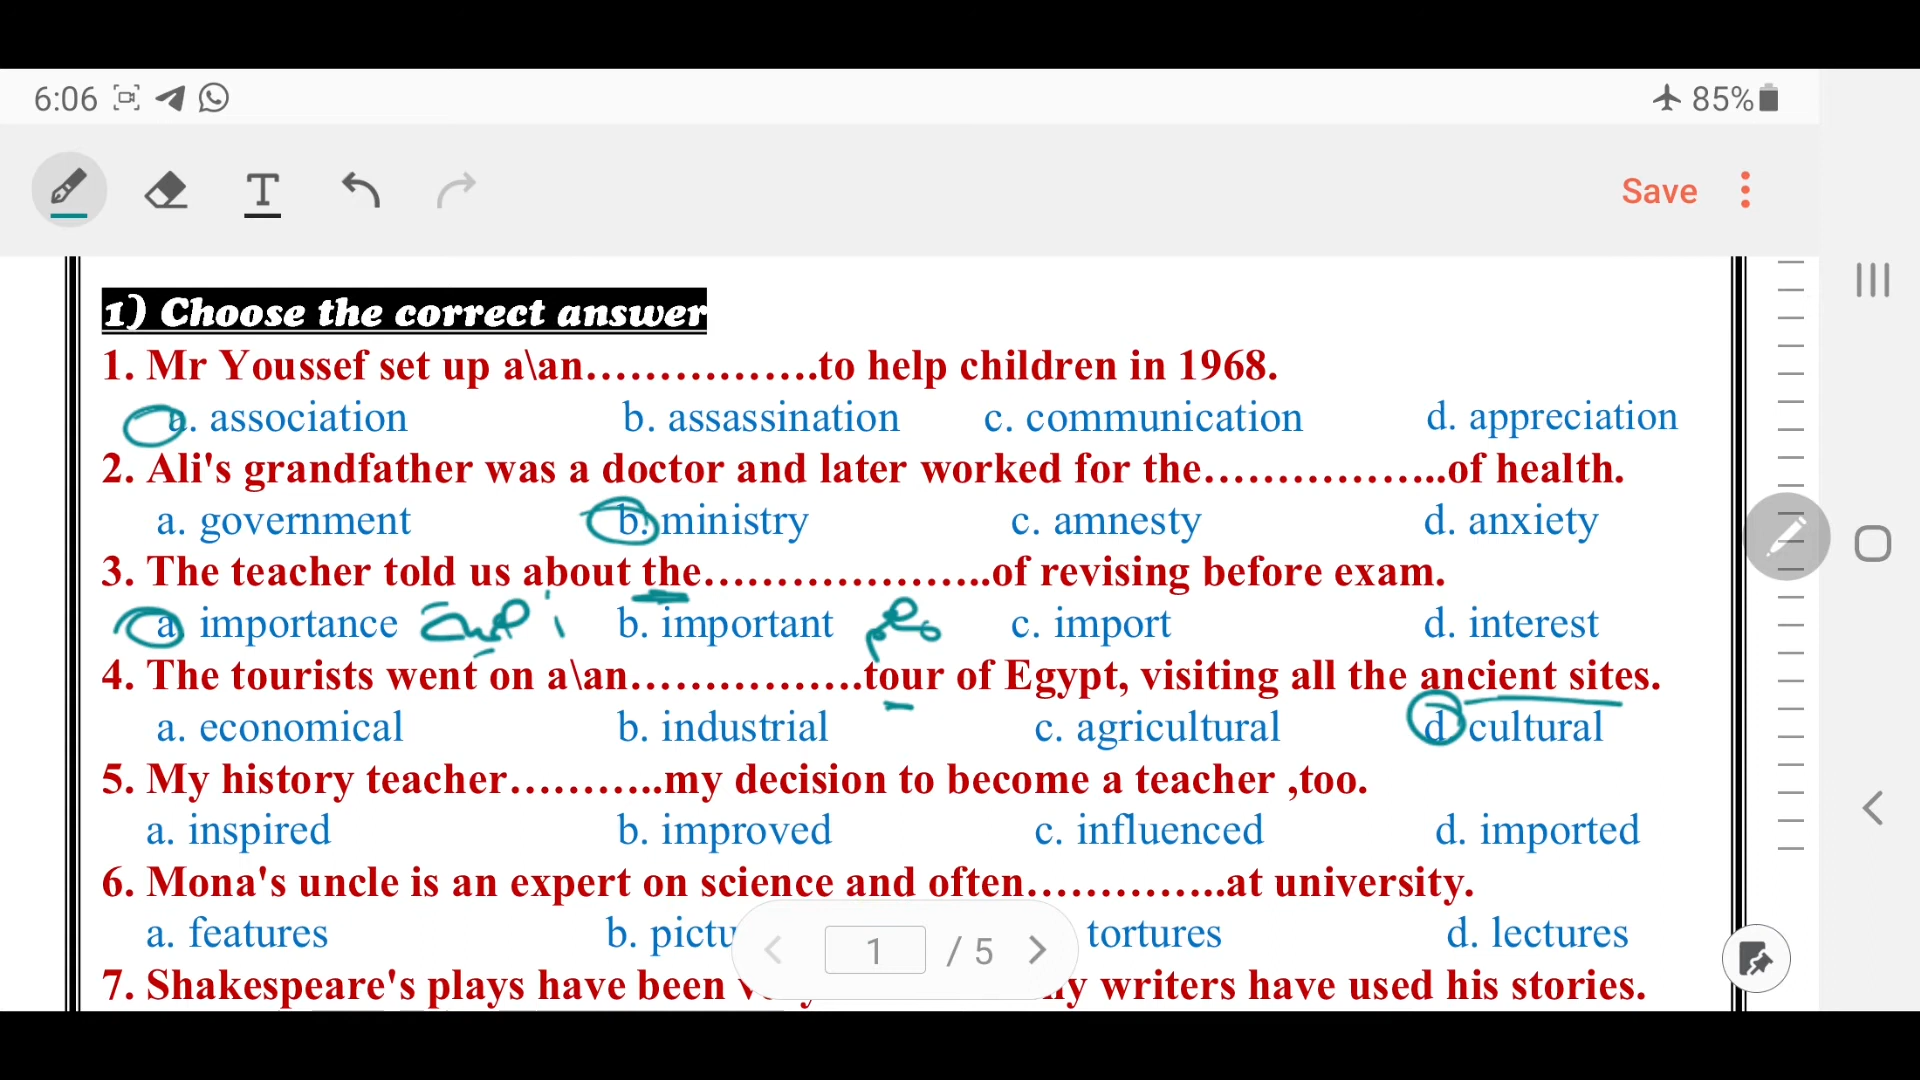 6:06
85%
Save
1) Choose the correct answer
1. Mr Youssef set up a\an…………….to help children in 1968.
a. association b. assassination c. communication d. appreciation
2. Ali's grandfather was a doctor and later worked for the……………..of health.
a. government b. ministry c. amnesty d. anxiety
3. The teacher told us about the………………..of revising before exam.
a importance b. important c. import d. interest
4. The tourists went on a\an…………….tour of Egypt, visiting all the ancient sites.
a. economical b. industrial c. agricultural d cultural
5. My history teacher………..my decision to become a teacher ,too.
a. inspired b. improved c. influenced d. imported
6. Mona's uncle is an expert on science and often…………..at university.
a. features b. tortures d. lectures
1 / 5
7. Shakespeare's plays have been writers have used his stories.